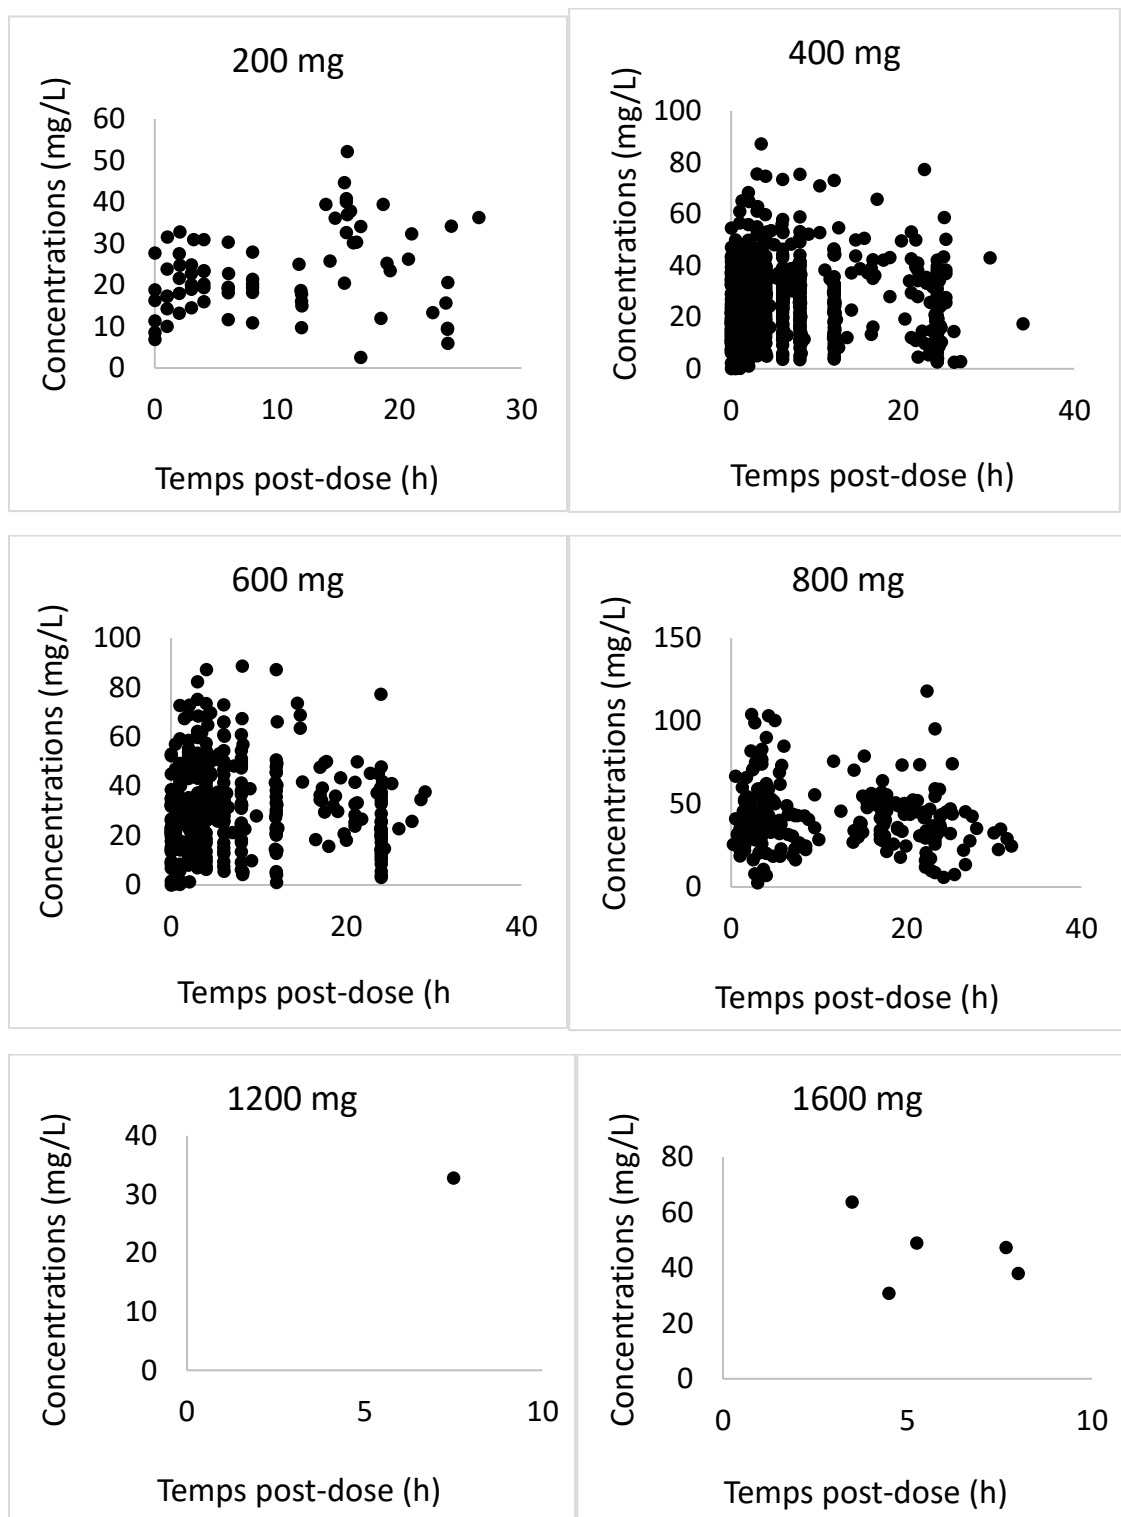 200 mg
Concentrations (mg/L)
60
50
40
30
20
10
0
0 10 20 30
Temps post-dose (h)
400 mg
Concentrations (mg/L)
100
80
60
40
20
0
0 20 40
Temps post-dose (h)
600 mg
Concentrations (mg/L)
100
80
60
40
20
0
0 20 40
Temps post-dose (h
800 mg
Concentrations (mg/L)
150
100
50
0
0 20 40
Temps post-dose (h)
1200 mg
Concentrations (mg/L)
40
30
20
10
0
0 5 10
Temps post-dose (h)
1600 mg
Concentrations (mg/L)
80
60
40
20
0
0 5 10
Temps post-dose (h)